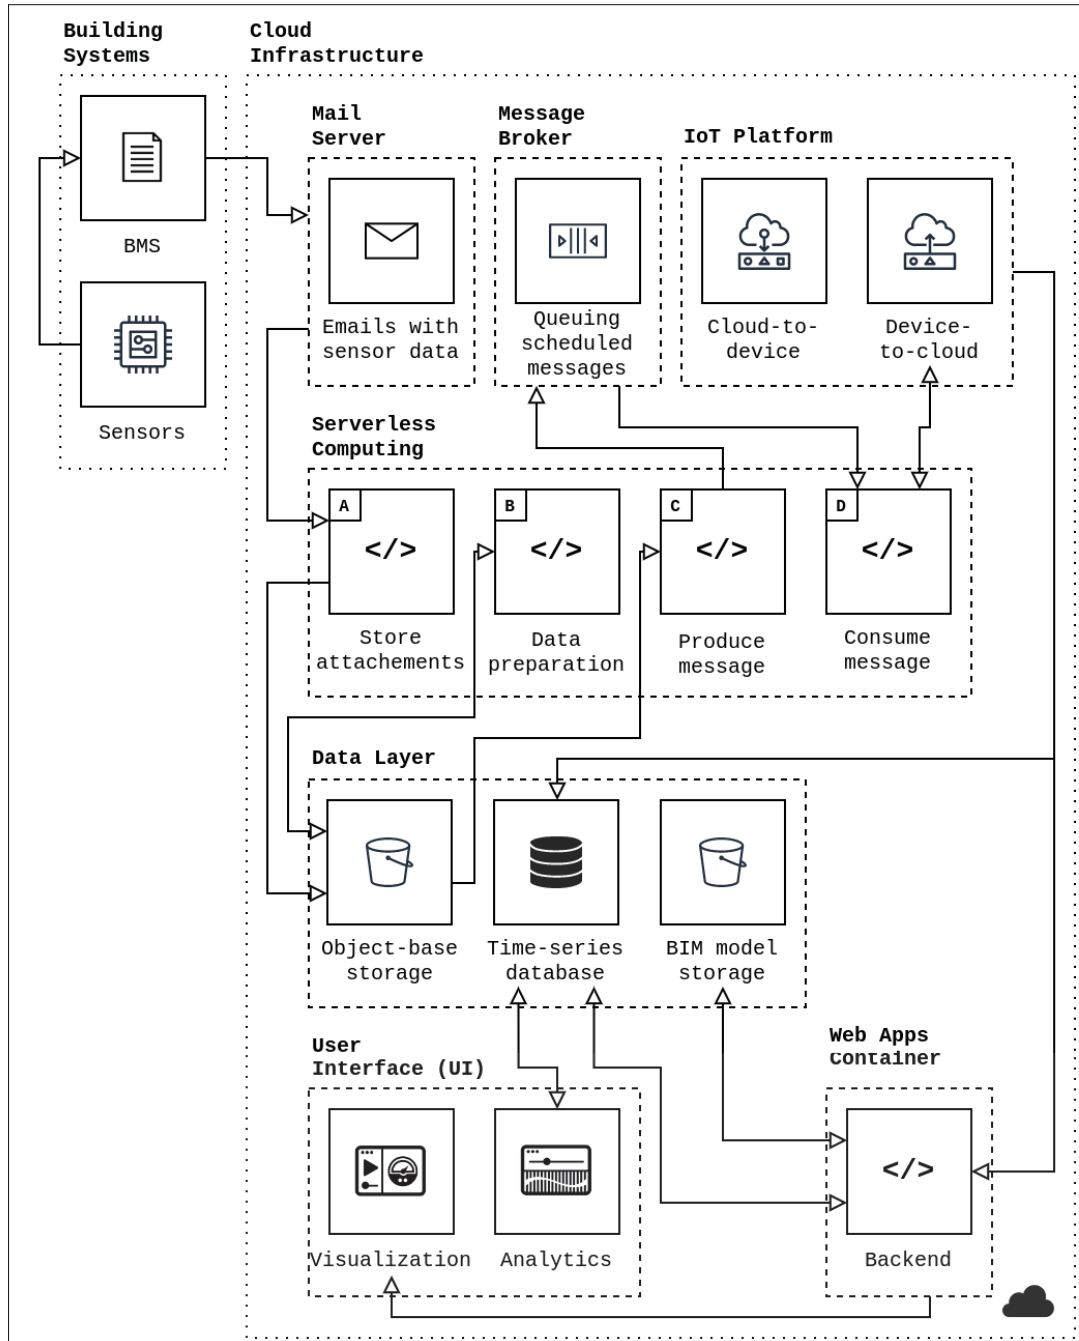 Building
Systems
Cloud
Infrastructure
BMS
Sensors
Mail
Server
Message
Broker
IoT Platform
Emails with
sensor data
Queuing
scheduled
messages
Cloud-to-
device
Device-
to-cloud
Serverless
Computing
A
</>
B
</>
C
</>
D
</>
Store
attachements
Data
preparation
Produce
message
Consume
message
Data Layer
Object-base
storage
Time-series
database
BIM model
storage
User
Interface (UI)
Web Apps
Container
</>
Visualization
Analytics
Backend